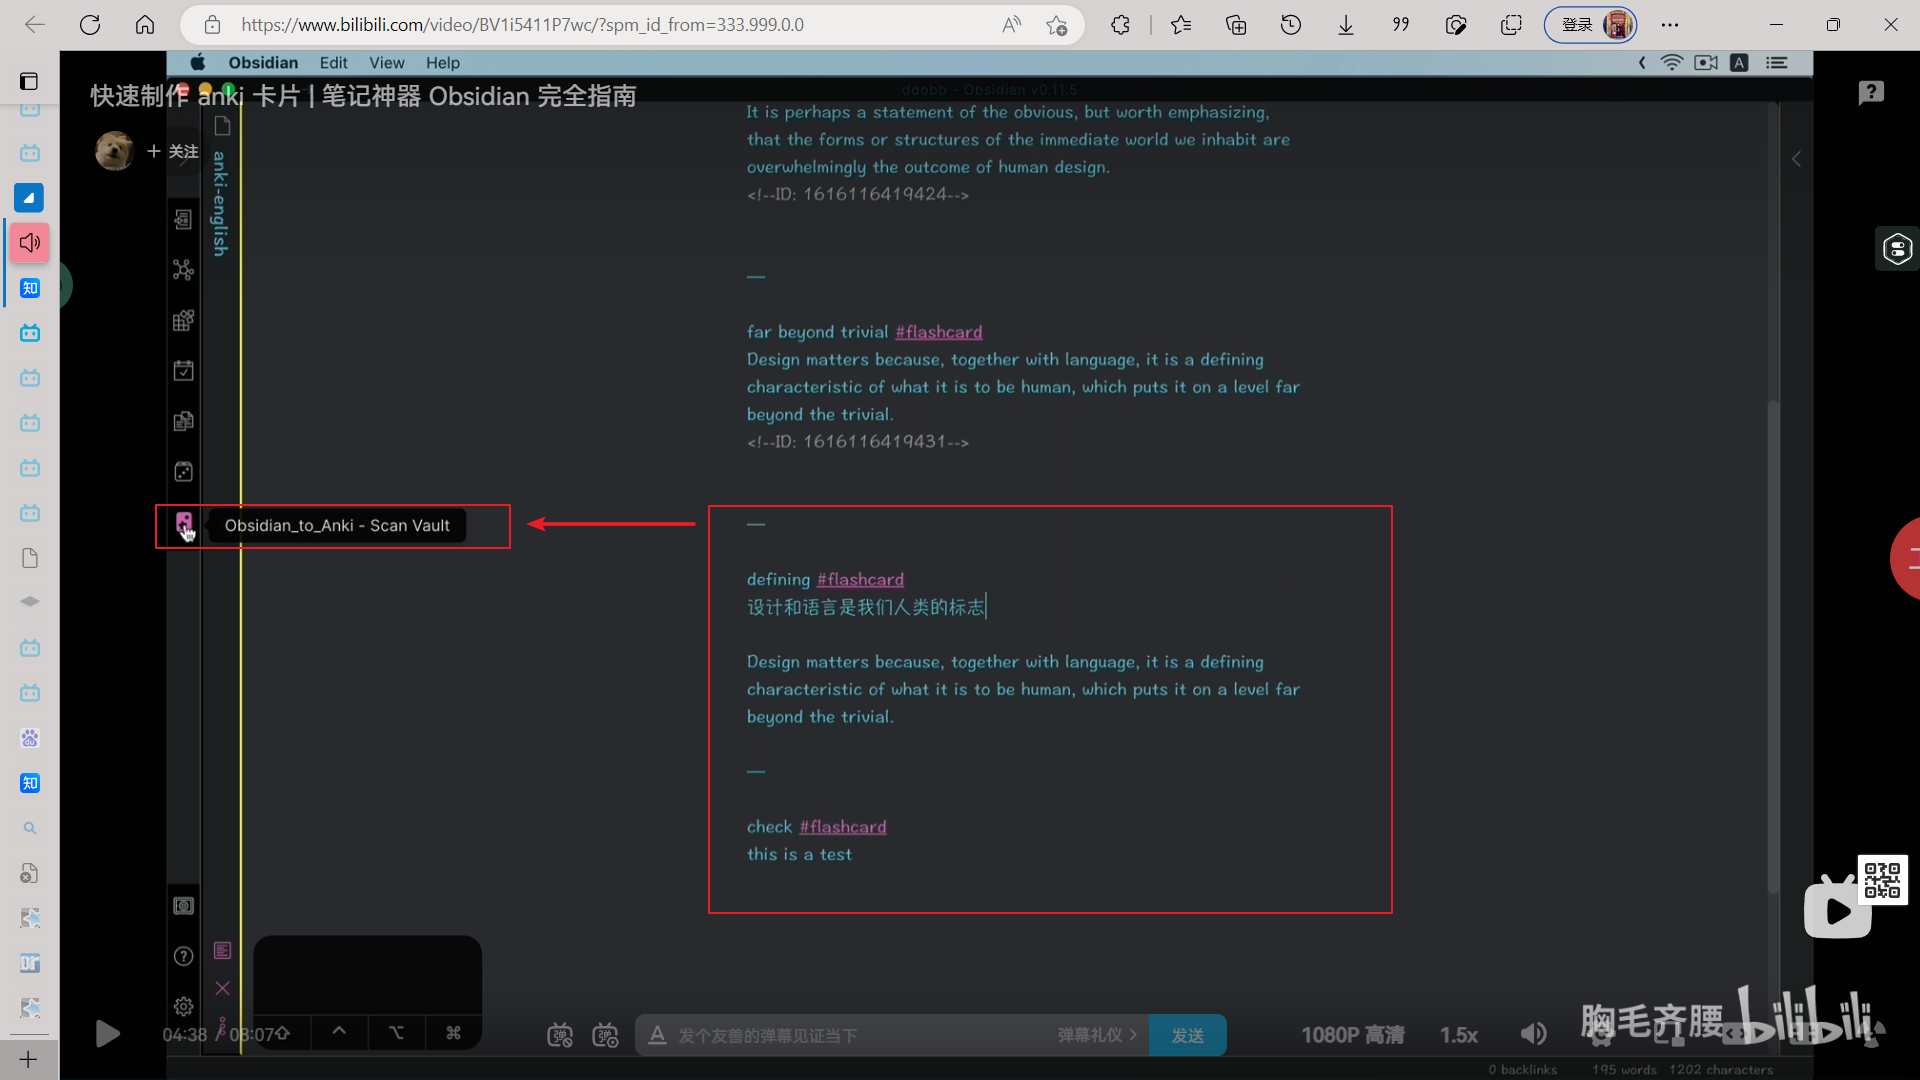 https://www.bilibili.com/video/BV1i5411P7wc/?spm_id_from=333.999.0.0
登录
Obsidian Edit View Help
A
快速制作 anki 卡片 | 笔记神器 Obsidian 完全指南
ddobb - Obsidian v0.11.5
+ 关注
anki-english
It is perhaps a statement of the obvious, but worth emphasizing,
that the forms or structures of the immediate world we inhabit are
overwhelmingly the outcome of human design.
<!--ID: 1616116419424-->
—
far beyond trivial #flashcard
Design matters because, together with language, it is a defining
characteristic of what it is to be human, which puts it on a level far
beyond the trivial.
<!--ID: 1616116419431-->
Obsidian_to_Anki - Scan Vault
—
defining #flashcard
设计和语言是我们人类的标志
Design matters because, together with language, it is a defining
characteristic of what it is to be human, which puts it on a level far
beyond the trivial.
—
check #flashcard
this is a test
知
知
04:38 / 08:07
发个友善的弹幕见证当下
弹幕礼仪 >
发送
1080P 高清
1.5x
胸毛齐腰
bilibili
0 backlinks 195 words 1202 characters